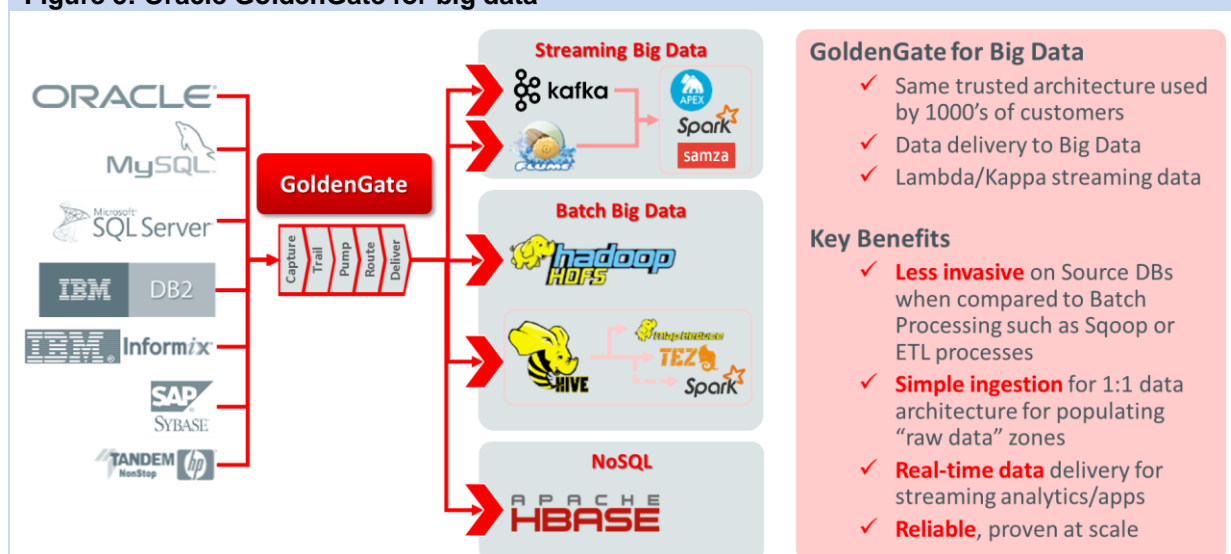 Figure 3: Oracle GoldenGate for big data
ORACLE
MySQL
Microsoft
SQL Server
IBM DB2
IBM Informix
SAP
SYBASE
TANDEM hp
NonStop
GoldenGate
Capture
Trail
Pump
Route
Deliver
Streaming Big Data
kafka
FLUME
APEX
Spark
samza
Batch Big Data
hadoop
HDFS
HIVE
MapReduce
TEZ
Spark
NoSQL
APACHE
HBASE
GoldenGate for Big Data
✓ Same trusted architecture used
by 1000’s of customers
✓ Data delivery to Big Data
✓ Lambda/Kappa streaming data
Key Benefits
✓ Less invasive on Source DBs
when compared to Batch
Processing such as Sqoop or
ETL processes
✓ Simple ingestion for 1:1 data
architecture for populating
“raw data” zones
✓ Real-time data delivery for
streaming analytics/apps
✓ Reliable, proven at scale